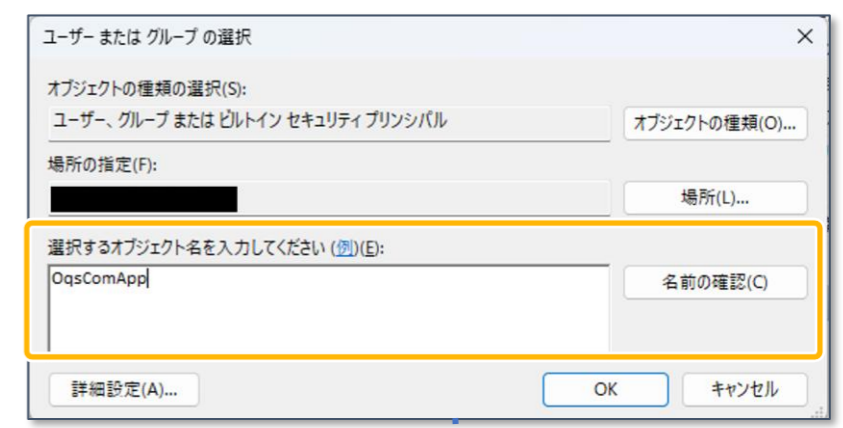 ユーザー または グループ の選択
オブジェクトの種類の選択(S):
ユーザー、グループ または ビルトイン セキュリティ プリンシパル
オブジェクトの種類(O)...
場所の指定(F):
場所(L)...
選択するオブジェクト名を入力してください (例)(E):
OqsComApp
名前の確認(C)
詳細設定(A)...
OK
キャンセル